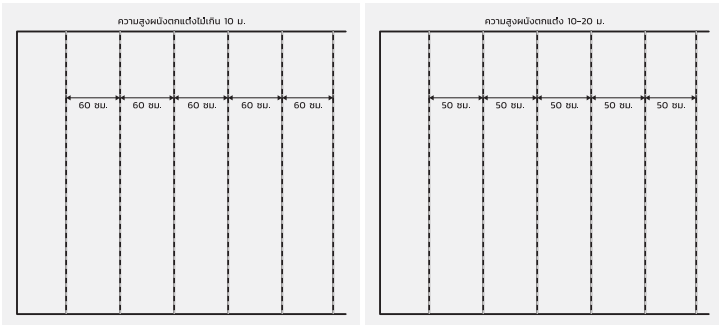 ความสูงผนังตกแต่งไม่เกิน 10 ม.
60 ซม. 60 ซม. 60 ซม. 60 ซม. 60 ซม.
ความสูงผนังตกแต่ง 10-20 ม.
50 ซม. 50 ซม. 50 ซม. 50 ซม. 50 ซม.